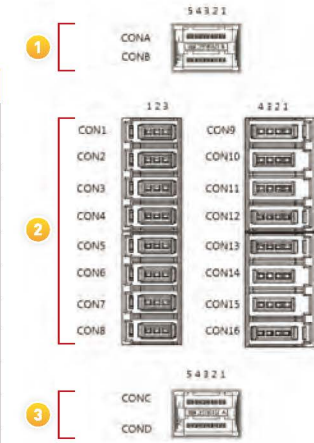 5 4 3 2 1
1
CONA
CONB
1 2 3
4 3 2 1
CON1
CON9
CON2
CON10
CON3
CON11
CON4
CON12
2
CON5
CON13
CON6
CON14
CON7
CON15
CON8
CON16
5 4 3 2 1
3
CONC
COND